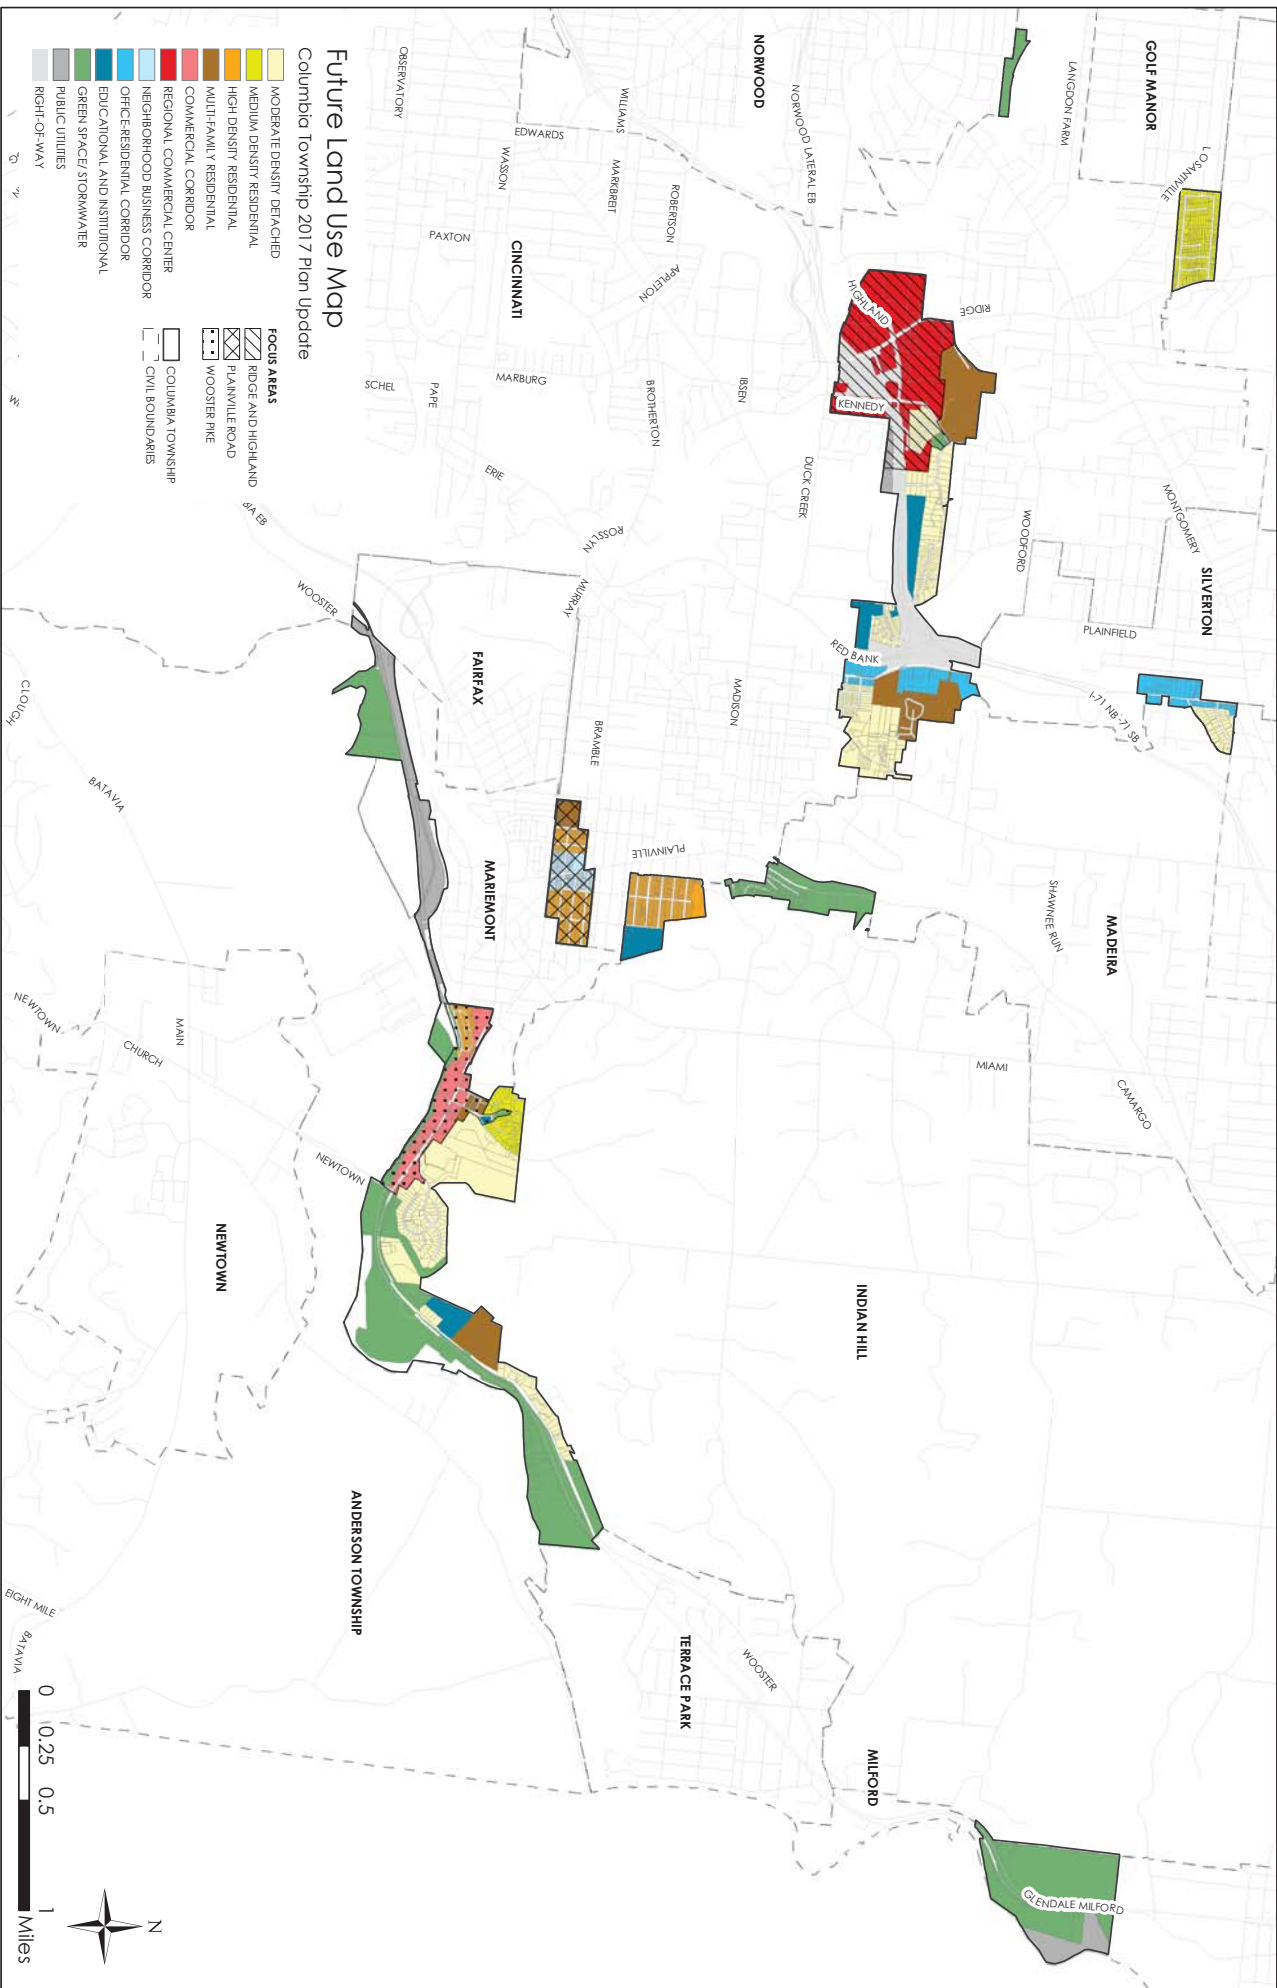 Future Land Use Map
Columbia Township 2017 Plan Update
MODERATE DENSITY DETACHED
MEDIUM DENSITY RESIDENTIAL
HIGH DENSITY RESIDENTIAL
MULTI-FAMILY RESIDENTIAL
COMMERCIAL CORRIDOR
REGIONAL COMMERCIAL CENTER
NEIGHBORHOOD BUSINESS CORRIDOR
OFFICE-RESIDENTIAL CORRIDOR
EDUCATIONAL AND INSTITUTIONAL
GREEN SPACE/ STORMWATER
PUBLIC UTILITIES
RIGHT-OF-WAY
FOCUS AREAS
RIDGE AND HIGHLAND
PLAINVILLE ROAD
WOOSTER PIKE
COLUMBIA TOWNSHIP
CIVIL BOUNDARIES
GOLF MANOR
LOSANTIVILLE
LANGDON FARM
NORWOOD
NORWOOD LATERAL EB
WILLIAMS
EDWARDS
OBSERVATORY
WASSON
MARKBREIT
ROBERTSON
PAXTON
CINCINNATI
APPLETON
HIGHLAND
RIDGE
MARBURG
SCHEL
PAPE
BROTHERTON
IBSEN
KENNEDY
DUCK CREEK
ERIE
WOODFORD
MONTGOMERY
SILVERTON
PLAINFIELD
I-71 NB
I-71 SB
RED BANK
ROSSLYN
MURRAY
BIA EB
WOOSTER
FAIRFAX
MADISON
BRAMBLE
CLOUGH
BATAVIA
MARIEMONT
PLAINVILLE
SHAWNEE RUN
MADEIRA
MIAMI
CAMARGO
NEWTOWN
MAIN
CHURCH
NEWTOWN
NEWTOWN
INDIAN HILL
ANDERSON TOWNSHIP
EIGHT MILE
BATAVIA
TERRACE PARK
WOOSTER
MILFORD
GLENDALE MILFORD
N
0 0.25 0.5 1
Miles